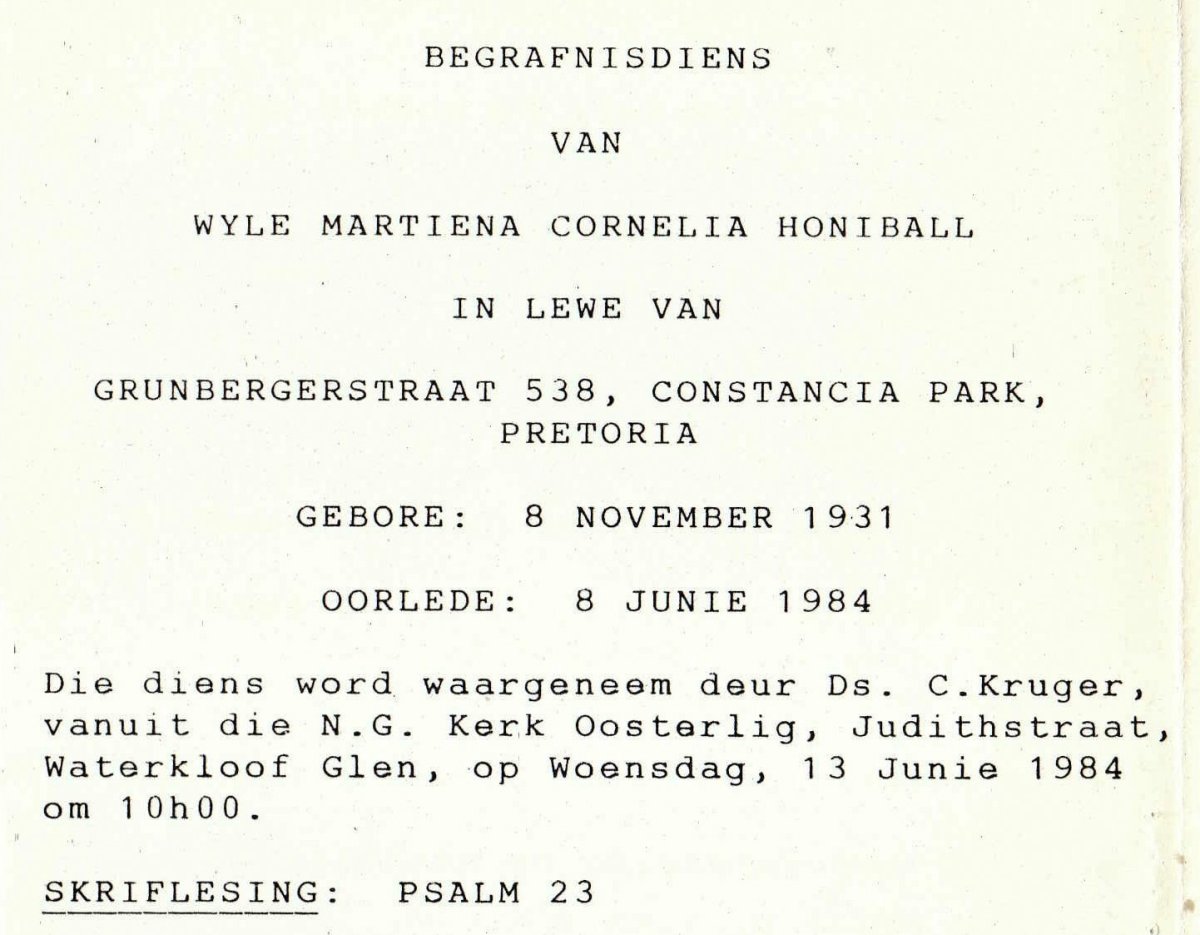 BEGRAFNISDIENS
VAN
WYLE MARTIENA CORNELIA HONIBALL
IN LEWE VAN
GRUNBERGERSTRAAT 538, CONSTANCIA PARK,
PRETORIA
GEBORE: 8 NOVEMBER 1931
OORLEDE: 8 JUNIE 1984
Die diens word waargeneem deur Ds. C.Kruger,
vanuit die N.G. Kerk Oosterlig, Judithstraat,
Waterkloof Glen, op Woensdag, 13 Junie 1984
om 10h00.
SKRIFLESING: PSALM 23